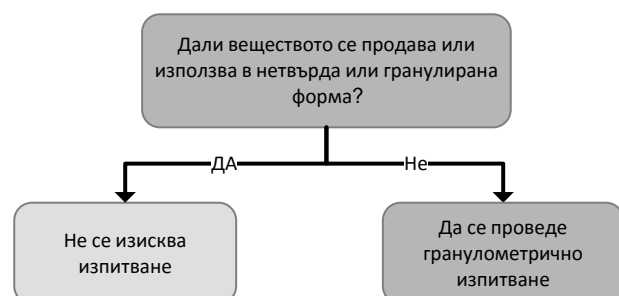 Дали веществото се продава или
използва в нетвърда или гранулирана
форма?
ДА
Не
Не се изисква
изпитване
Да се проведе
гранулометрично
изпитване